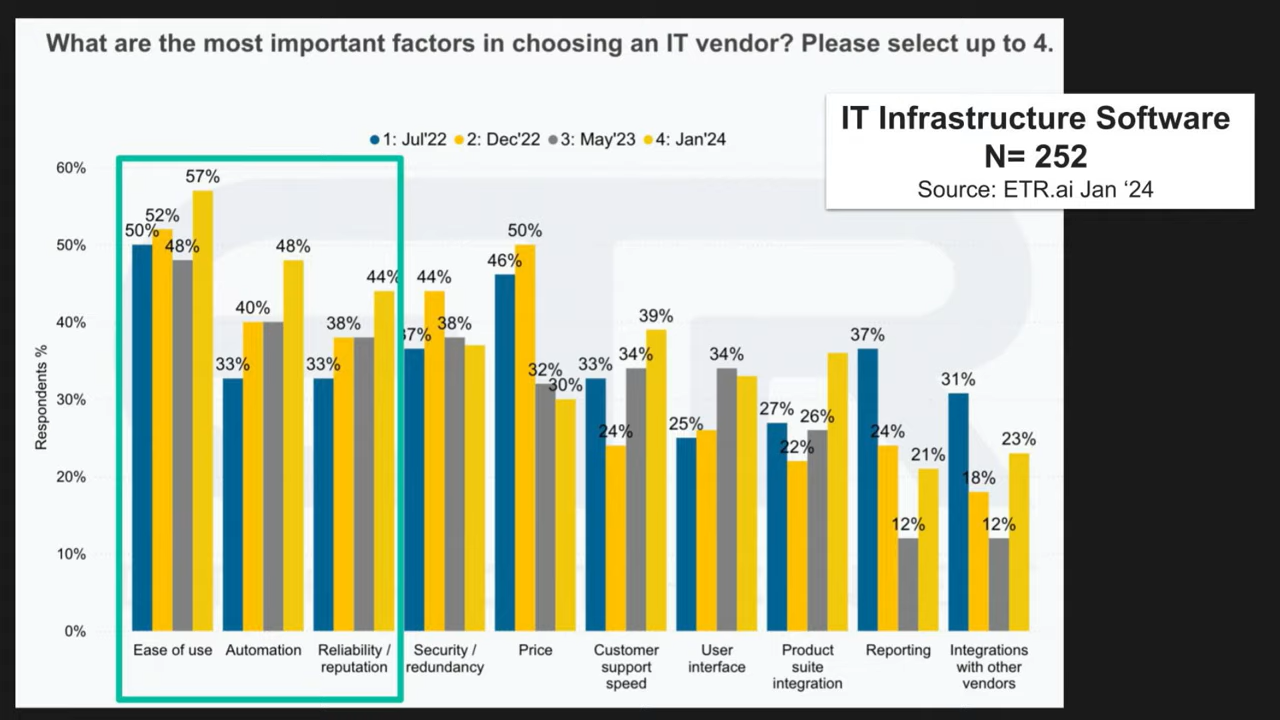 What are the most important factors in choosing an IT vendor? Please select up to 4.
IT Infrastructure Software
N= 252
Source: ETR.ai Jan ‘24
1: Jul'22 2: Dec'22 3: May'23 4: Jan'24
Respondents %
60%
50%
40%
30%
20%
10%
0%
50% 52% 48% 57%
33% 40% 48%
33% 38% 44%
37% 44% 38%
46% 50% 32% 30%
33% 24% 34% 39%
25% 34%
27% 22% 26%
37% 24% 12% 21%
31% 18% 12% 23%
Ease of use
Automation
Reliability /
reputation
Security /
redundancy
Price
Customer
support
speed
User
interface
Product
suite
integration
Reporting
Integrations
with other
vendors